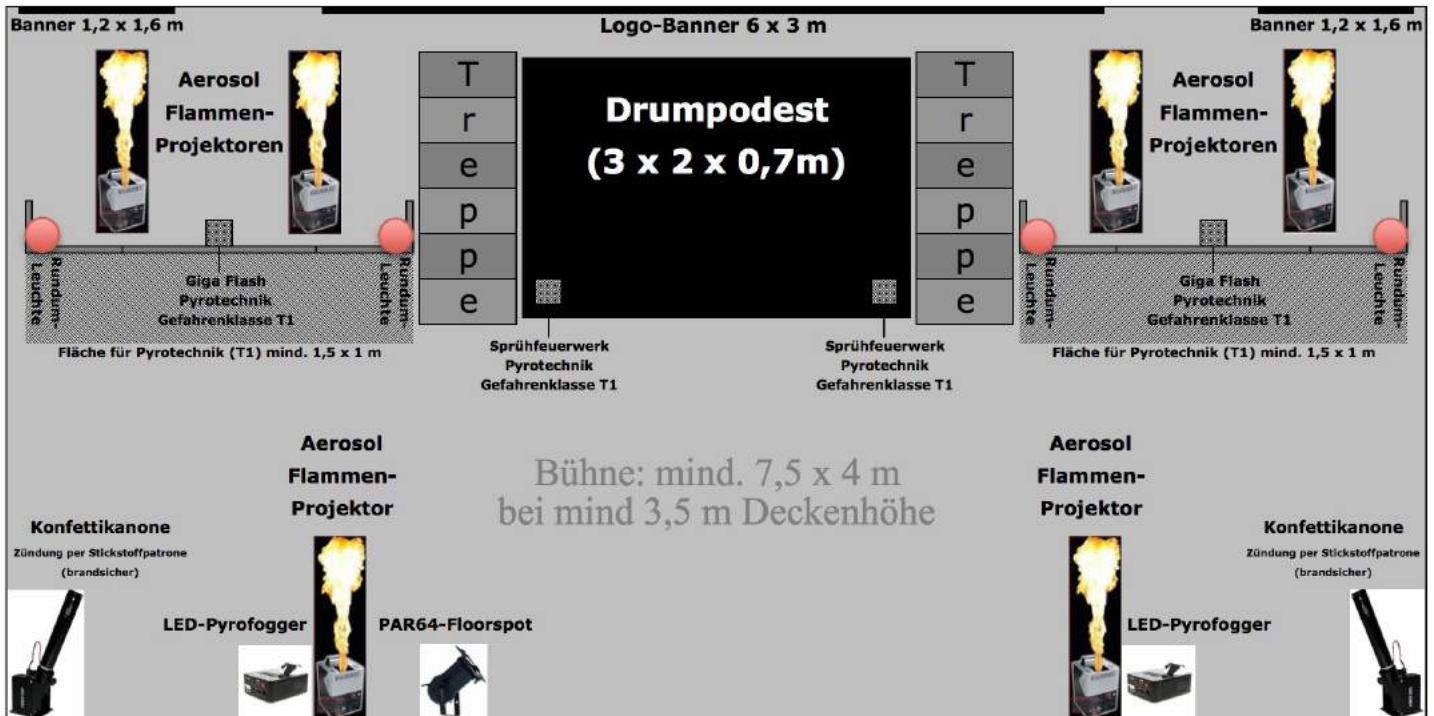 Banner 1,2 x 1,6 m
Logo-Banner 6 x 3 m
Banner 1,2 x 1,6 m
Aerosol
Flammen-
Projektoren
T
r
e
p
p
e
Drumpodest
(3 x 2 x 0,7m)
T
r
e
p
p
e
Aerosol
Flammen-
Projektoren
Rundum-
Leuchte
Giga Flash
Pyrotechnik
Gefahrenklasse T1
Rundum-
Leuchte
Fläche für Pyrotechnik (T1) mind. 1,5 x 1 m
Sprühfeuerwerk
Pyrotechnik
Gefahrenklasse T1
Sprühfeuerwerk
Pyrotechnik
Gefahrenklasse T1
Rundum-
Leuchte
Giga Flash
Pyrotechnik
Gefahrenklasse T1
Rundum-
Leuchte
Fläche für Pyrotechnik (T1) mind. 1,5 x 1 m
Aerosol
Flammen-
Projektor
Bühne: mind. 7,5 x 4 m
bei mind 3,5 m Deckenhöhe
Aerosol
Flammen-
Projektor
Konfettikanone
Zündung per Stickstoffpatrone
(brandsicher)
Konfettikanone
Zündung per Stickstoffpatrone
(brandsicher)
LED-Pyrofogger
PAR64-Floorspot
LED-Pyrofogger